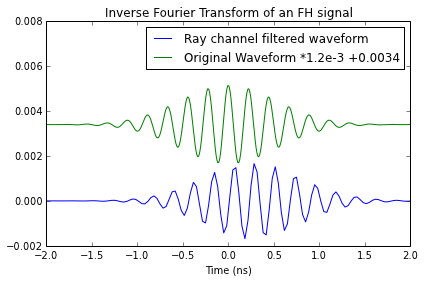 Inverse Fourier Transform of an FH signal
Ray channel filtered waveform
Original Waveform *1.2e-3 +0.0034
0.008
0.006
0.004
0.002
0.000
−0.002
−2.0 −1.5 −1.0 −0.5 0.0 0.5 1.0 1.5 2.0
Time (ns)